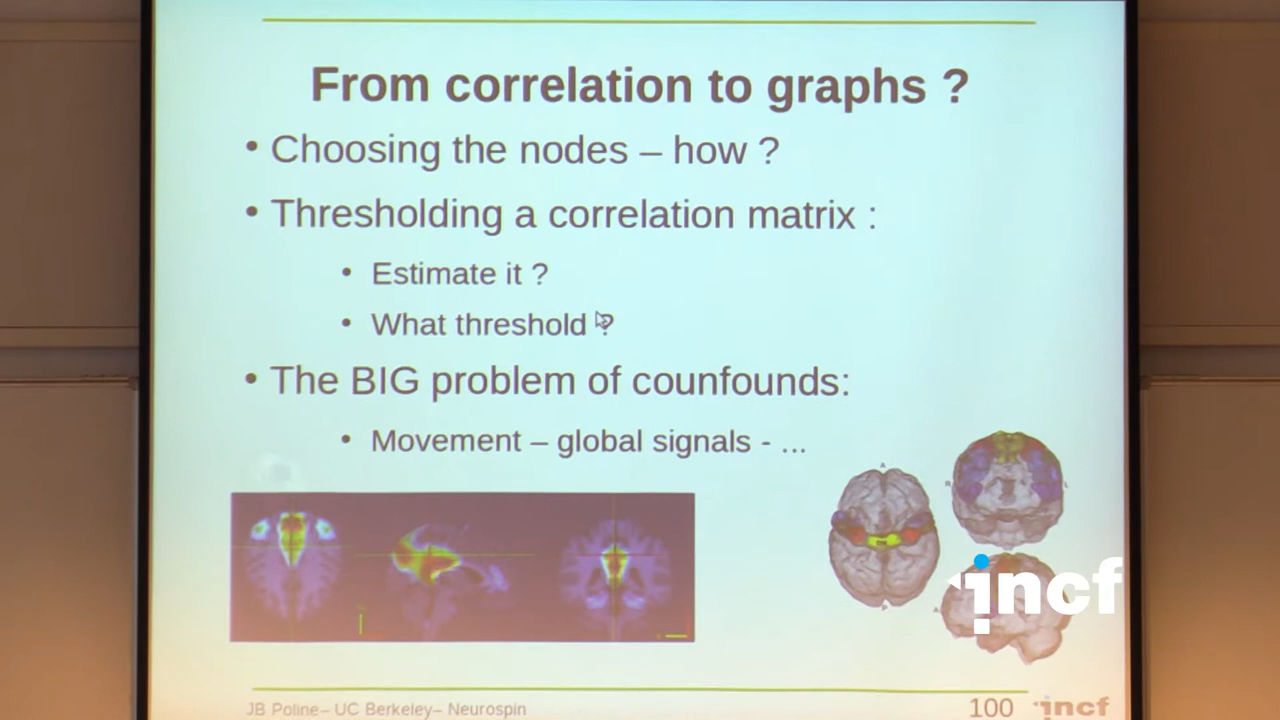 From correlation to graphs ?
• Choosing the nodes – how ?
• Thresholding a correlation matrix :
• Estimate it ?
• What threshold ?
• The BIG problem of counfounds:
• Movement – global signals - ...
incf
JB Poline– UC Berkeley– Neurospin
100
incf